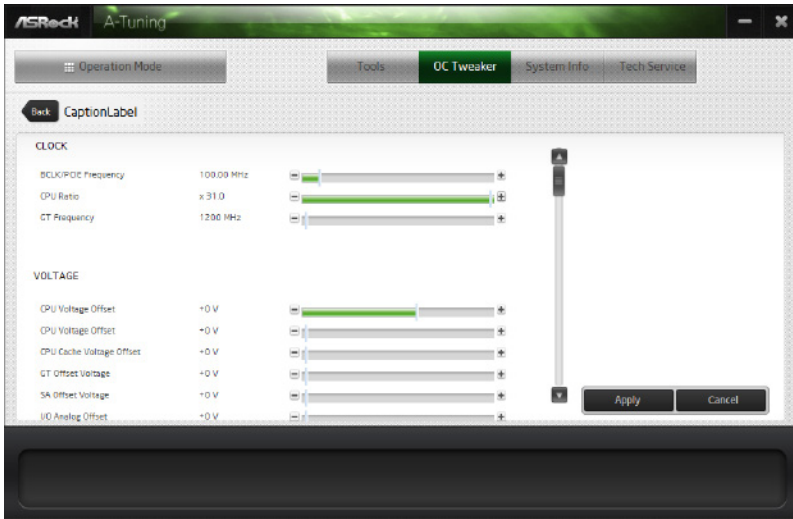 ASRock A-Tuning
Operation Mode Tools OC Tweaker System Info Tech Service
Back CaptionLabel
CLOCK
BCLK/PCIE Frequency 100.00 MHz
CPU Ratio x 31.0
GT Frequency 1200 MHz
VOLTAGE
CPU Voltage Offset +0 V
CPU Voltage Offset +0 V
CPU Cache Voltage Offset +0 V
GT Offset Voltage +0 V
SA Offset Voltage +0 V
I/O Analog Offset +0 V
Apply Cancel